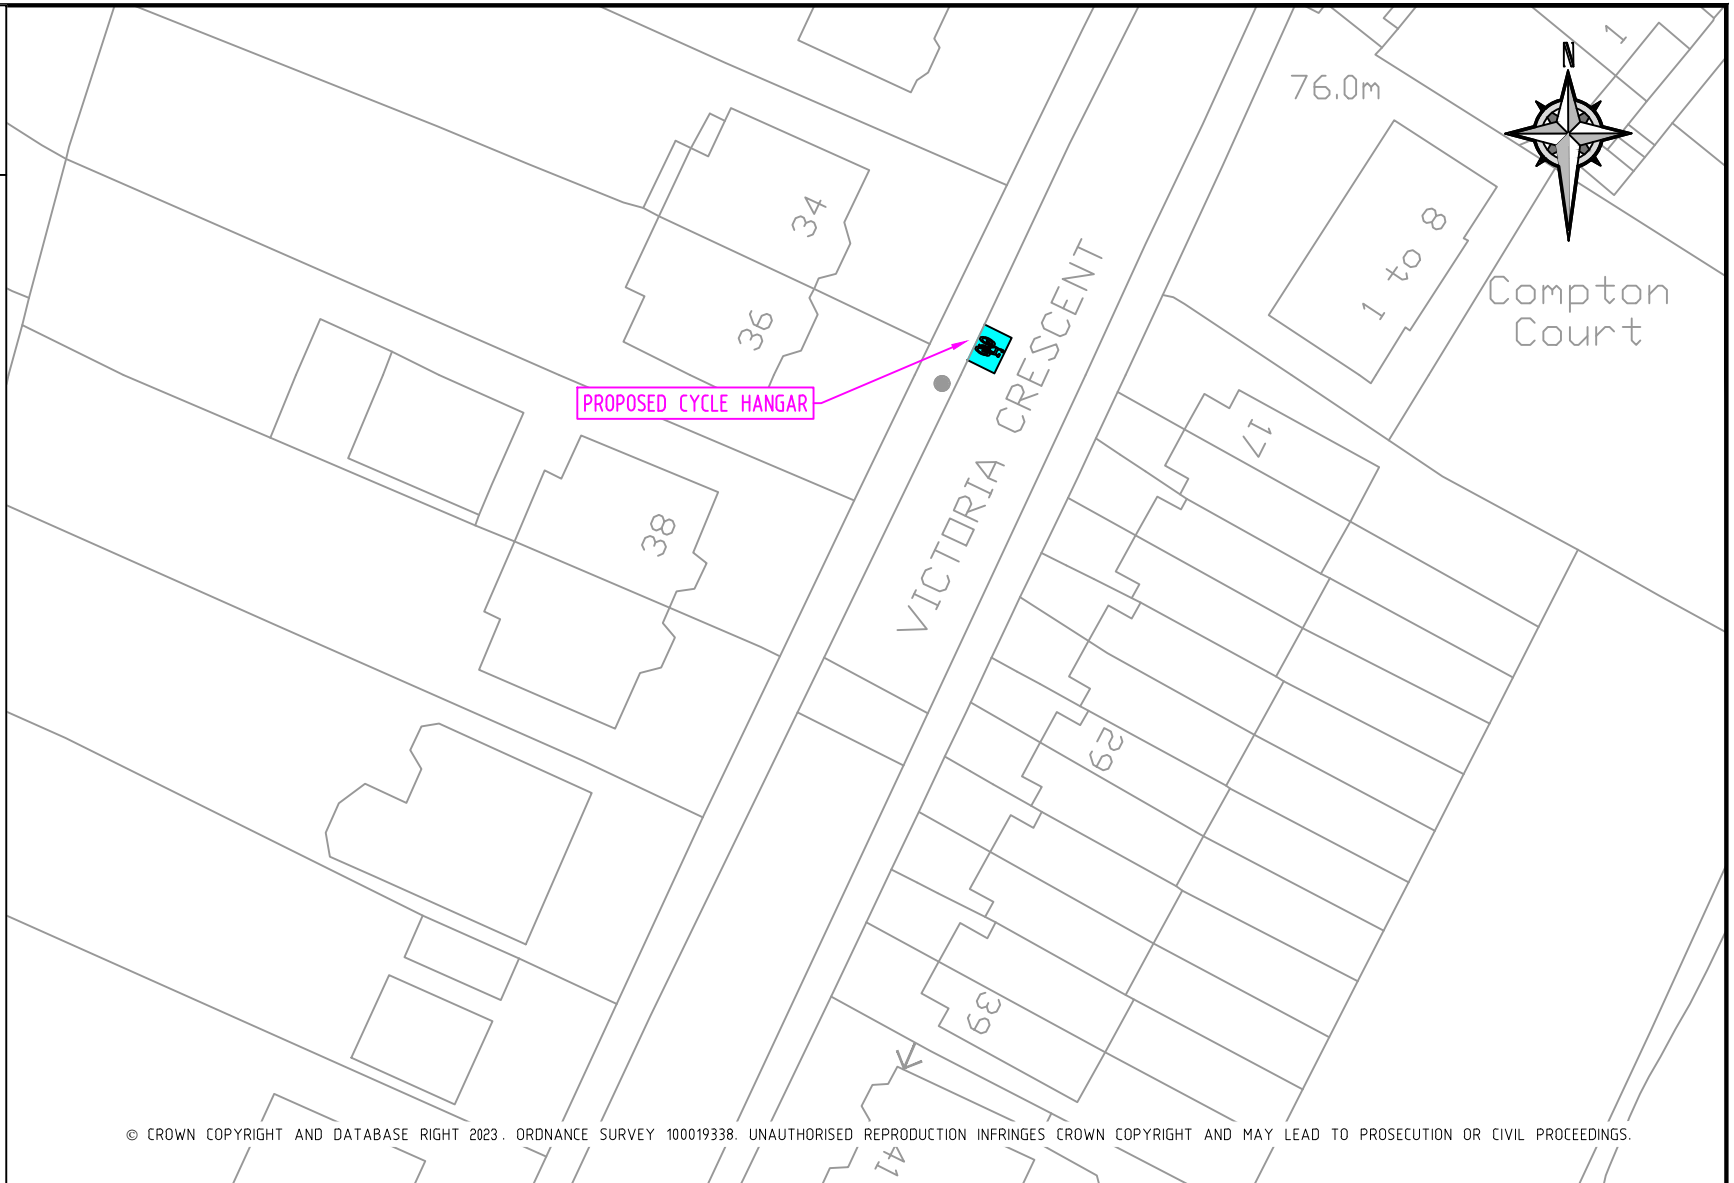 1
N
76.0m
34
1 to 8
36
Compton
Court
VICTORIA CRESCENT
PROPOSED CYCLE HANGAR
17
38
29
39
© CROWN COPYRIGHT AND DATABASE RIGHT 2023. ORDNANCE SURVEY 100019338. UNAUTHORISED REPRODUCTION INFRINGES CROWN COPYRIGHT AND MAY LEAD TO PROSECUTION OR CIVIL PROCEEDINGS.
41